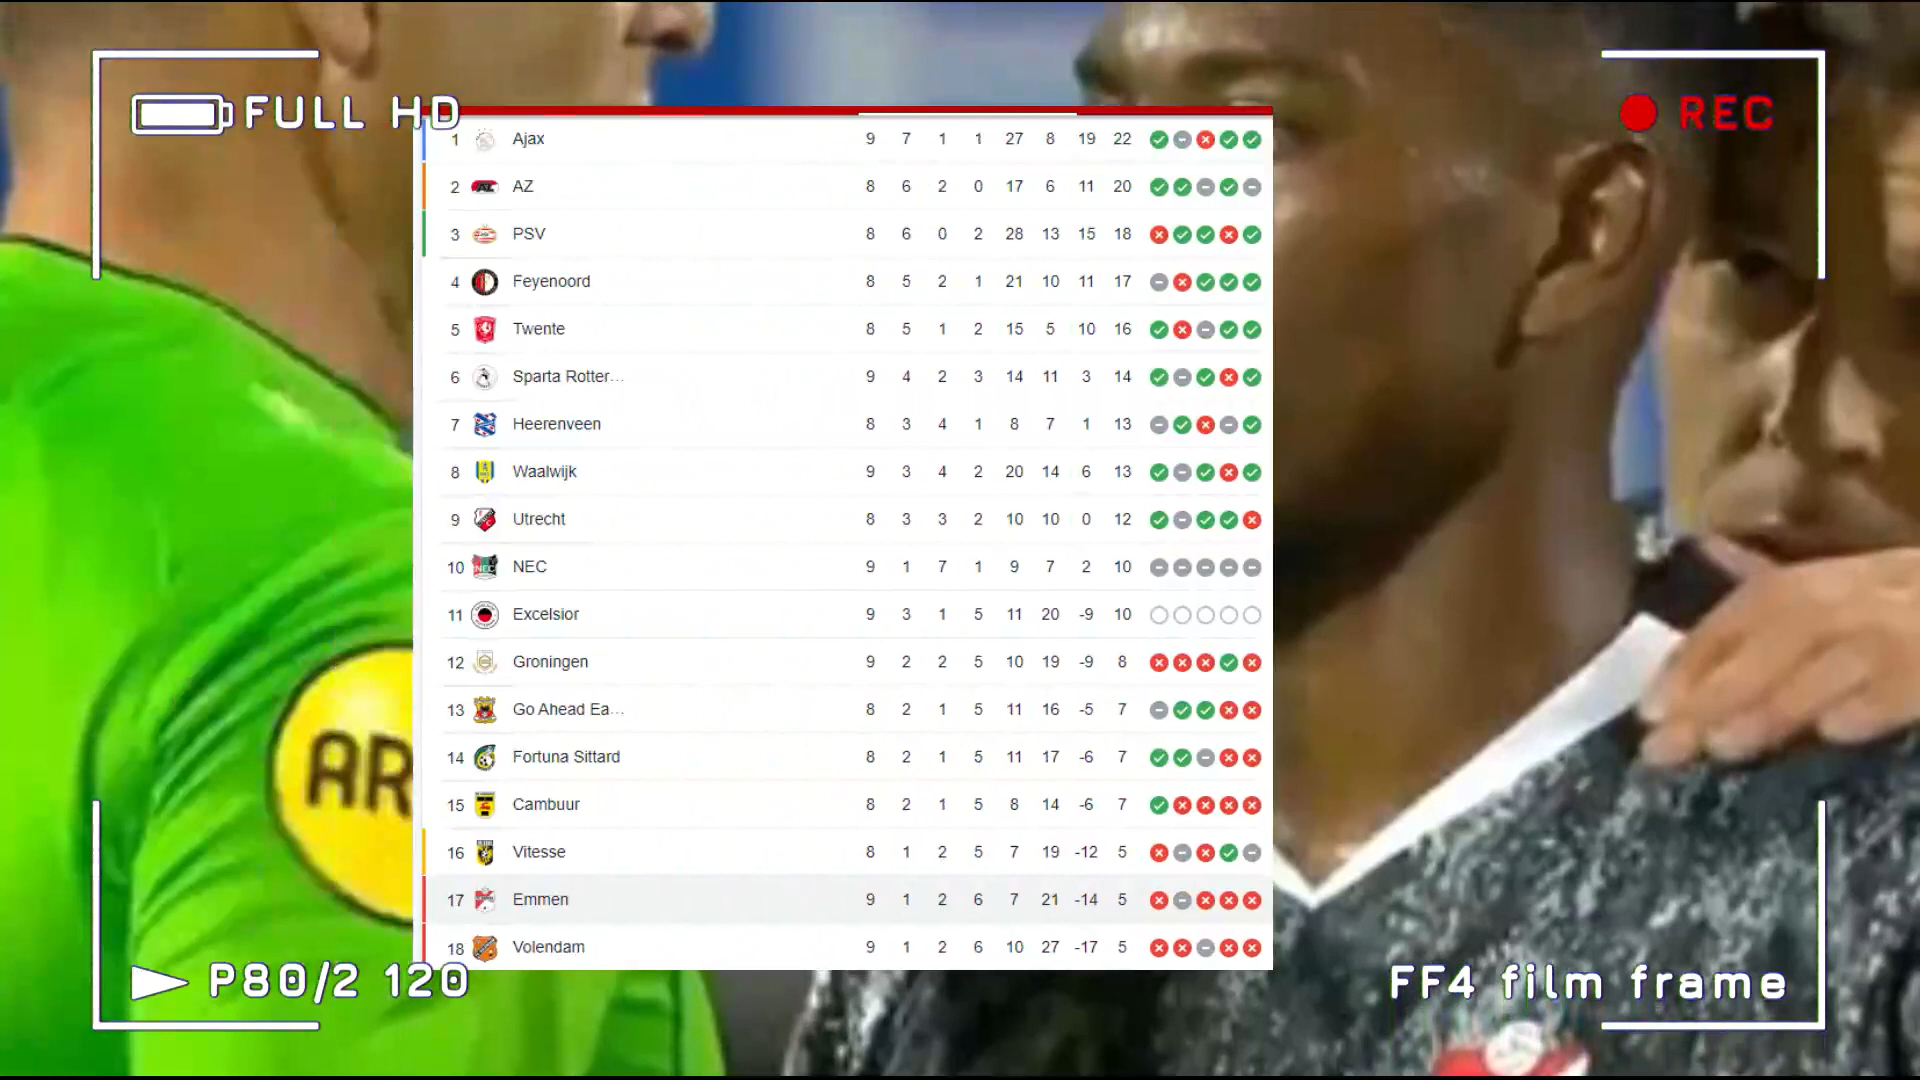 FULL HD
REC
1 Ajax 9 7 1 1 27 8 19 22
2 AZ 8 6 2 0 17 6 11 20
3 PSV 8 6 0 2 28 13 15 18
4 Feyenoord 8 5 2 1 21 10 11 17
5 Twente 8 5 1 2 15 5 10 16
6 Sparta Rotter... 9 4 2 3 14 11 3 14
7 Heerenveen 8 3 4 1 8 7 1 13
8 Waalwijk 9 3 4 2 20 14 6 13
9 Utrecht 8 3 3 2 10 10 0 12
10 NEC 9 1 7 1 9 7 2 10
11 Excelsior 9 3 1 5 11 20 -9 10
12 Groningen 9 2 2 5 10 19 -9 8
13 Go Ahead Ea... 8 2 1 5 11 16 -5 7
14 Fortuna Sittard 8 2 1 5 11 17 -6 7
15 Cambuur 8 2 1 5 8 14 -6 7
16 Vitesse 8 1 2 5 7 19 -12 5
17 Emmen 9 1 2 6 7 21 -14 5
18 Volendam 9 1 2 6 10 27 -17 5
AR
P80/2 120
FF4 film frame